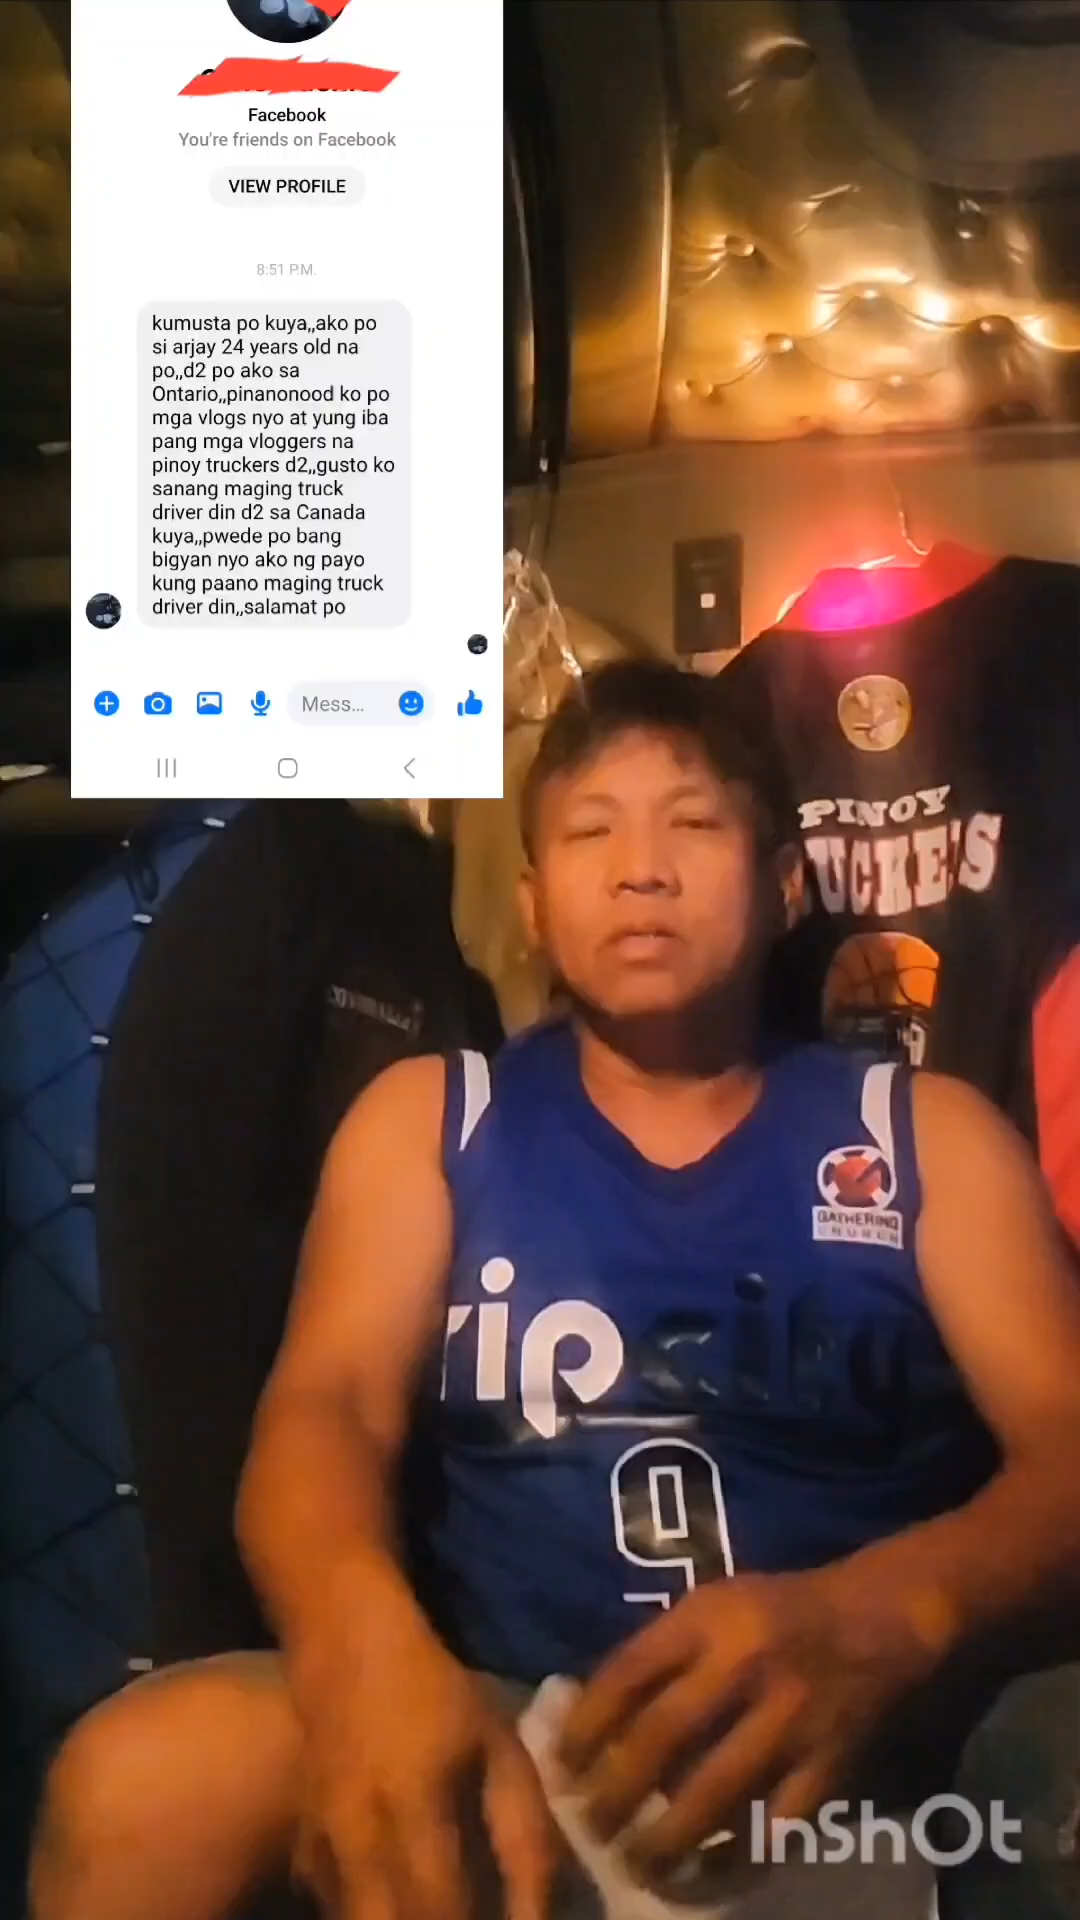 Facebook
You're friends on Facebook
VIEW PROFILE
8:51 P.M.
kumusta po kuya,,ako po
si arjay 24 years old na
po,,d2 po ako sa
Ontario,,pinanonood ko po
mga vlogs nyo at yung iba
pang mga vloggers na
pinoy truckers d2,,gusto ko
sanang maging truck
driver din d2 sa Canada
kuya,,pwede po bang
bigyan nyo ako ng payo
kung paano maging truck
driver din,,salamat po
Mess...
PINOY
GATHERING
CHURCH
rip city
9
InShOt